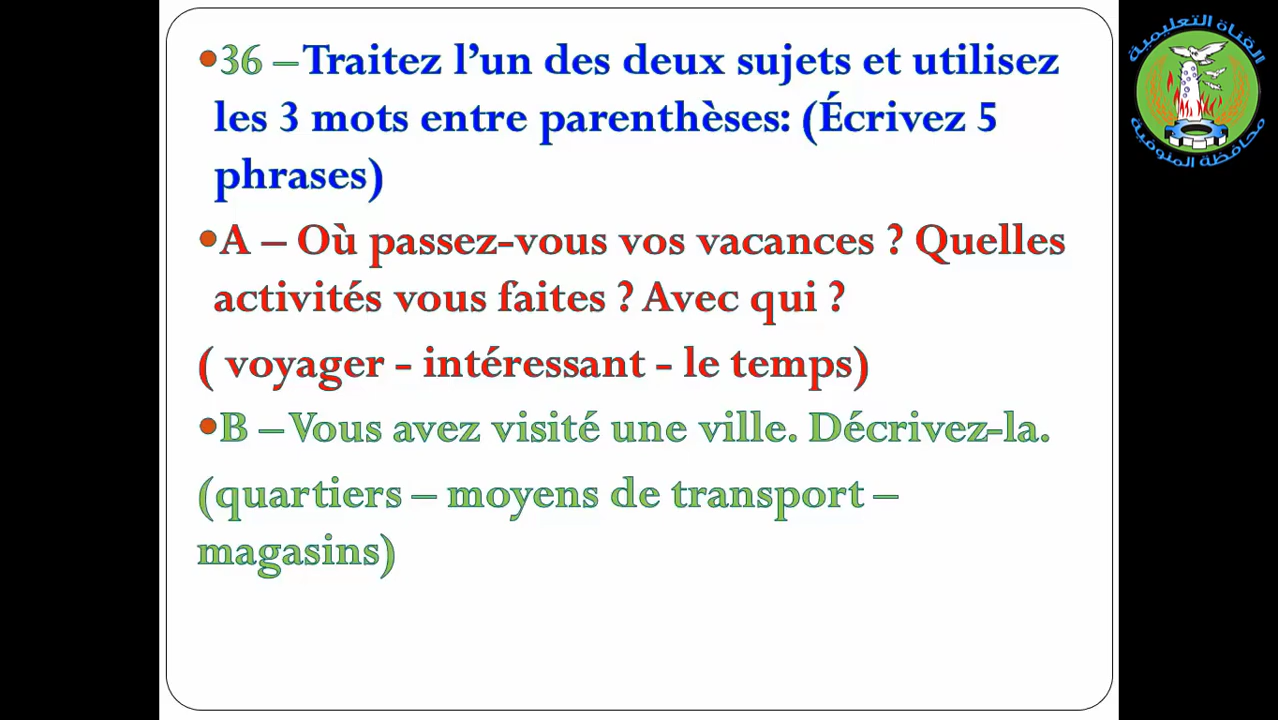 •36 – Traitez l’un des deux sujets et utilisez
les 3 mots entre parenthèses: (Écrivez 5
phrases)
•A – Où passez-vous vos vacances ? Quelles
activités vous faites ? Avec qui ?
( voyager - intéressant - le temps)
•B – Vous avez visité une ville. Décrivez-la.
(quartiers – moyens de transport –
magasins)
القناة التعليمية
محافظة المنوفية